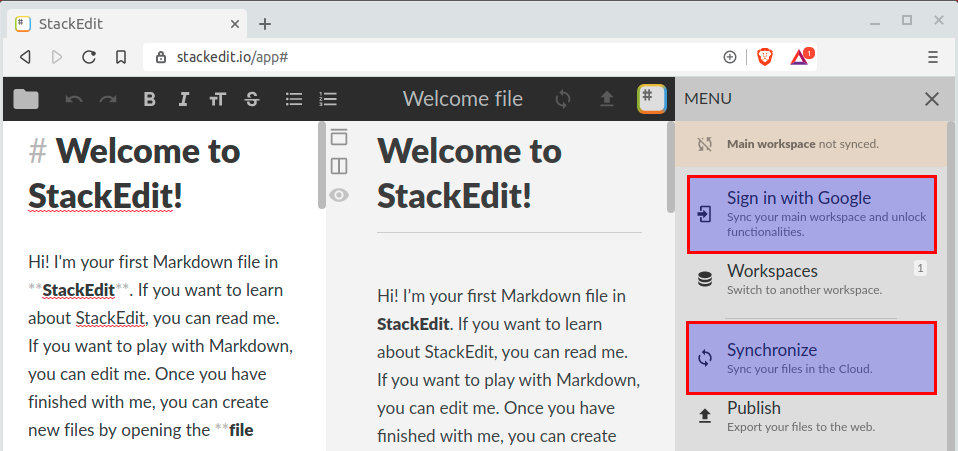 StackEdit
stackedit.io/app#
1
B I TT S
Welcome file
#
MENU
# Welcome to
StackEdit!
Hi! I'm your first Markdown file in
**StackEdit**. If you want to learn
about StackEdit, you can read me.
If you want to play with Markdown,
you can edit me. Once you have
finished with me, you can create
new files by opening the **file
Welcome to
StackEdit!
Hi! I'm your first Markdown file in
StackEdit. If you want to learn
about StackEdit, you can read me.
If you want to play with Markdown,
you can edit me. Once you have
finished with me, you can create
Main workspace not synced.
Sign in with Google
Sync your main workspace and unlock
functionalities.
Workspaces
1
Switch to another workspace.
Synchronize
Sync your files in the Cloud.
Publish
Export your files to the web.